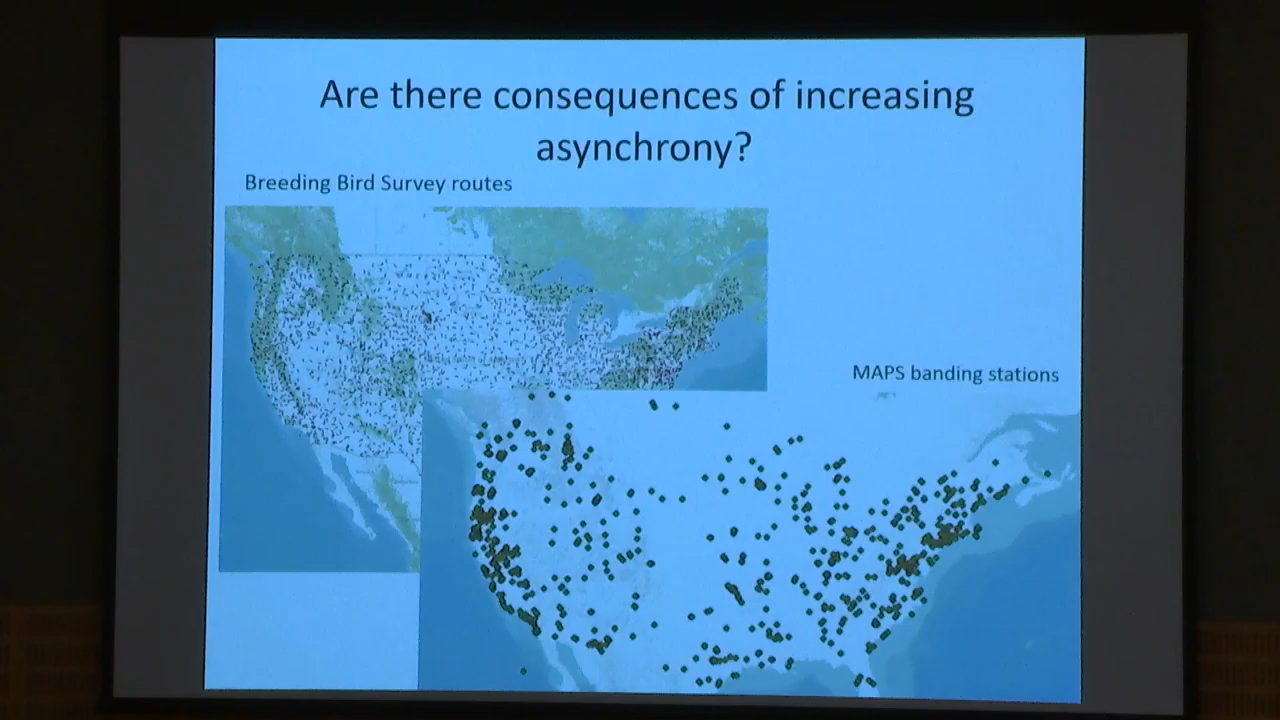 Are there consequences of increasing
asynchrony?
Breeding Bird Survey routes
MAPS banding stations